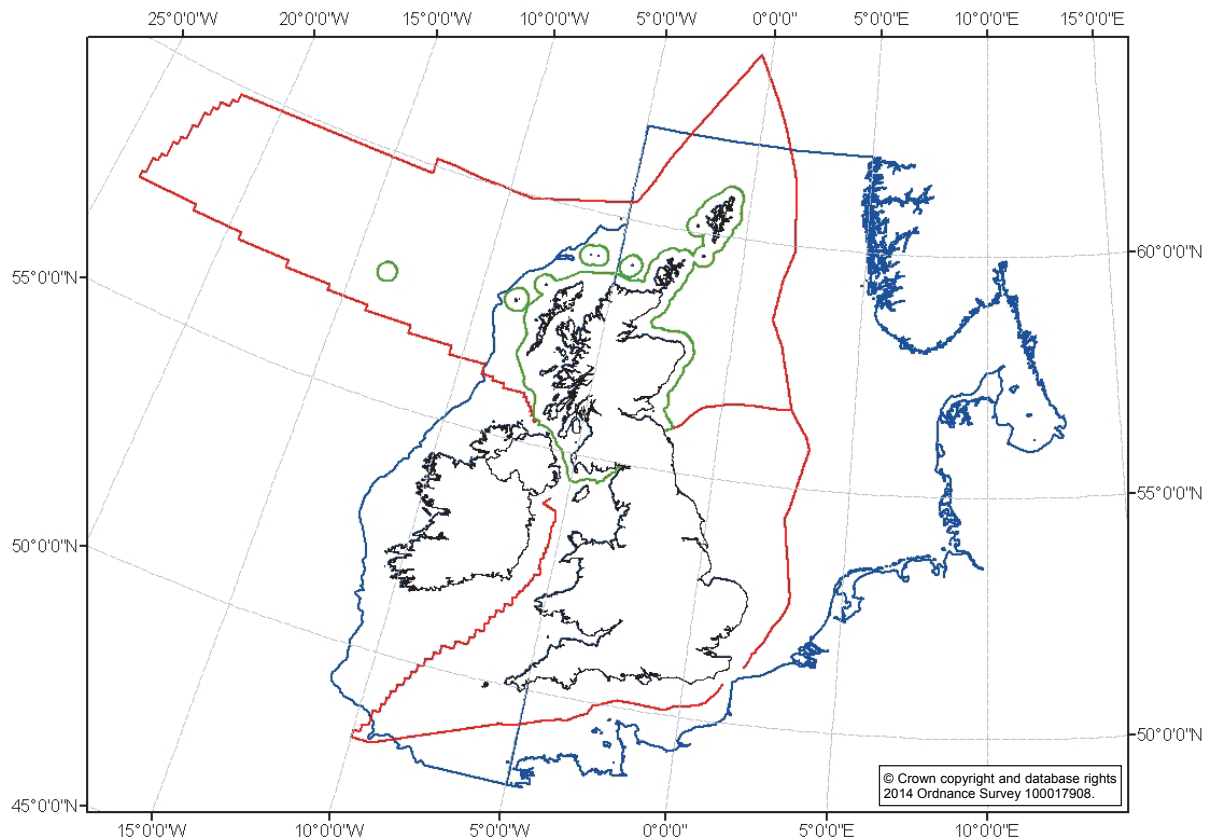 25°0'0"W 20°0'0"W 15°0'0"W 10°0'0"W 5°0'0"W 0°0'0" 5°0'0"E 10°0'0"E 15°0'0"E
60°0'0"N
55°0'0"N
55°0'0"N
50°0'0"N
50°0'0"N
© Crown copyright and database rights
2014 Ordnance Survey 100017908.
45°0'0"N
15°0'0"W 10°0'0"W 5°0'0"W 0°0'0" 5°0'0"E 10°0'0"E